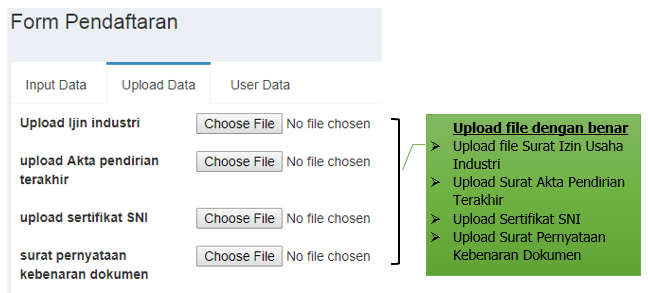 Form Pendaftaran
Input Data
Upload Data
User Data
Upload Ijin industri
Choose File No file chosen
upload Akta pendirian
terakhir
Choose File No file chosen
upload sertifikat SNI
Choose File No file chosen
surat pernyataan
kebenaran dokumen
Choose File No file chosen
Upload file dengan benar
➢ Upload file Surat Izin Usaha
Industri
➢ Upload Surat Akta Pendirian
Terakhir
➢ Upload Sertifikat SNI
➢ Upload Surat Pernyataan
Kebenaran Dokumen